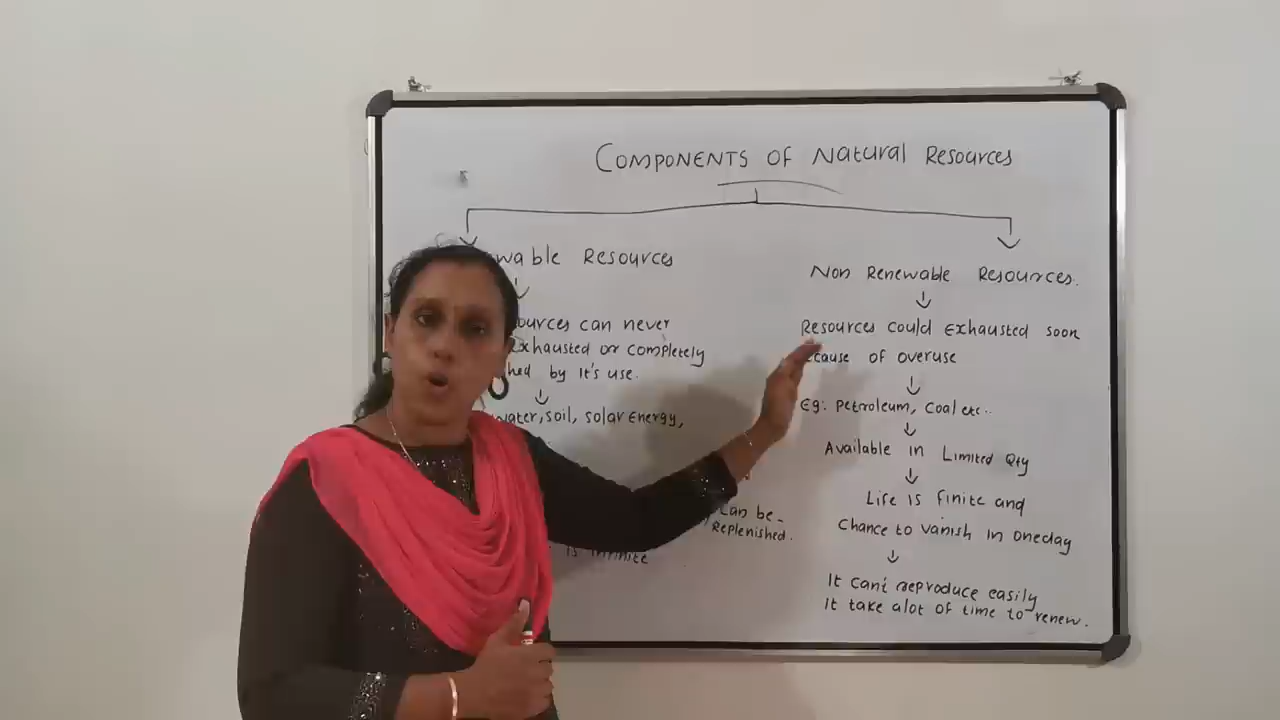 COMPONENTS OF Natural Resources
Resources
ources can never
Exhausted or completely
by It's use.
water, soil, solar Energy,
can be-
Replenished.
is infinite
Non Renewable Resources.
Resources could Exhausted soon
of overuse
Eg: Petroleum, Coal etc..
Available in Limited Qty
Life is finite and
Chance to vanish in oneday
It can't reproduce easily
It take alot of time to renew.